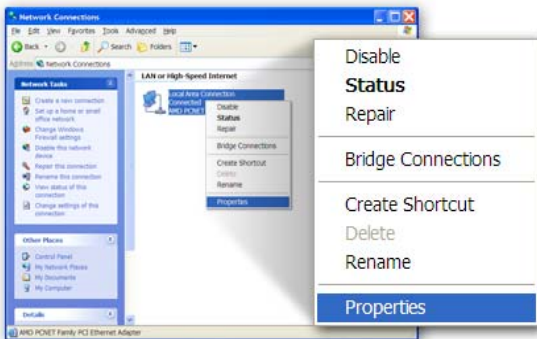 Network Connections
File Edit View Favorites Tools Advanced Help
Back Search Folders
Address Network Connections
Network Tasks
Create a new connection
Set up a home or small
office network
Change Windows
Firewall settings
Disable this network
device
Repair this connection
Rename this connection
View status of this
connection
Change settings of this
connection
Other Places
Control Panel
My Network Places
My Documents
My Computer
Details
LAN or High-Speed Internet
Local Area Connection
Connected
AMD PCNET
Disable
Status
Repair
Bridge Connections
Create Shortcut
Delete
Rename
Properties
AMD PCNET Family PCI Ethernet Adapter
Disable
Status
Repair
Bridge Connections
Create Shortcut
Delete
Rename
Properties